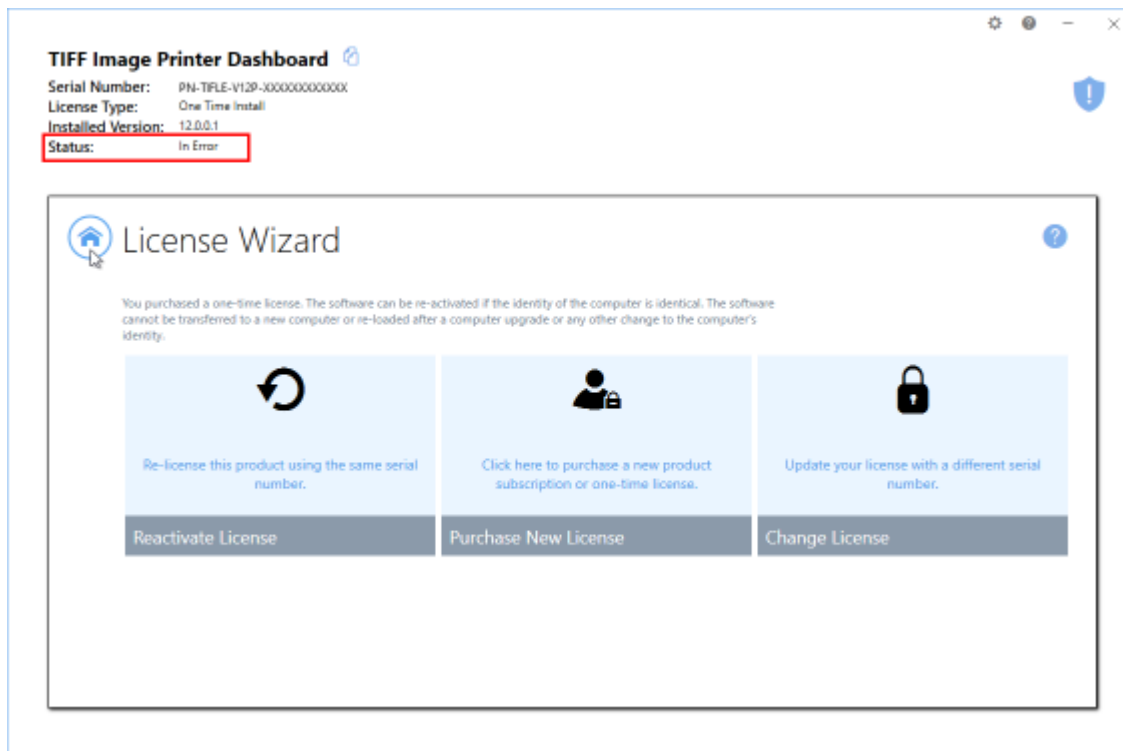 TIFF Image Printer Dashboard
Serial Number: PN-TIFLE-V12P-XXXXXXXXXXXX
License Type: One Time Install
Installed Version: 12.0.0.1
Status: In Error
License Wizard
You purchased a one-time license. The software can be re-activated if the identity of the computer is identical. The software
cannot be transferred to a new computer or re-loaded after a computer upgrade or any other change to the computer's
identity.
Re-license this product using the same serial
number.
Reactivate License
Click here to purchase a new product
subscription or one-time license.
Purchase New License
Update your license with a different serial
number.
Change License